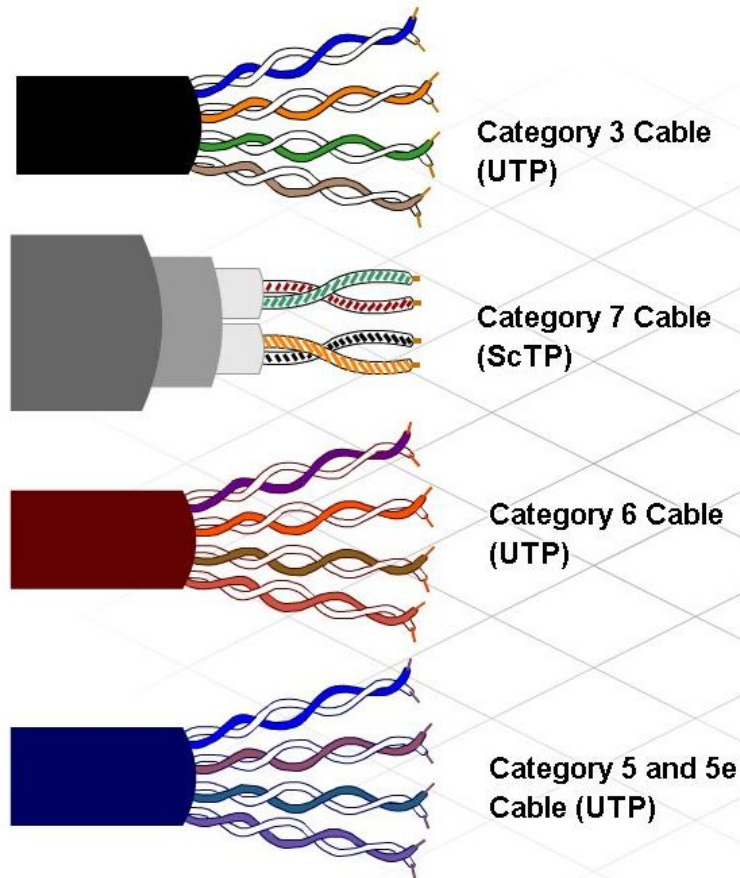 Category 3 Cable
(UTP)
Category 7 Cable
(ScTP)
Category 6 Cable
(UTP)
Category 5 and 5e
Cable (UTP)